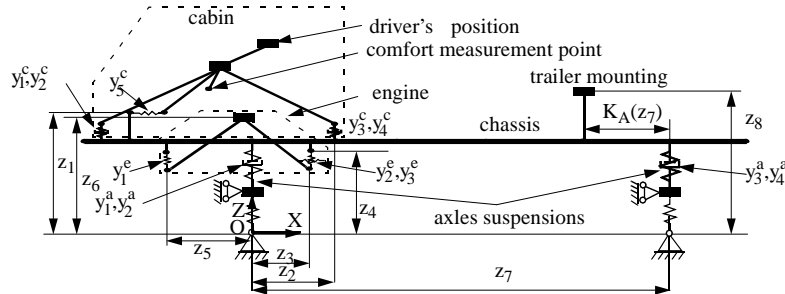 cabin
driver's position
comfort measurement point
trailer mounting
y₁ᶜ,y₂ᶜ
y₅ᶜ
engine
K_A(z₇)
y₃ᶜ,y₄ᶜ
chassis
z₈
z₁
z₆
y₁ᵉ
y₂ᵉ,y₃ᵉ
y₁ᵃ,y₂ᵃ
z₄
y₃ᵃ,y₄ᵃ
Z
axles suspensions
O
X
z₅
z₃
z₂
z₇